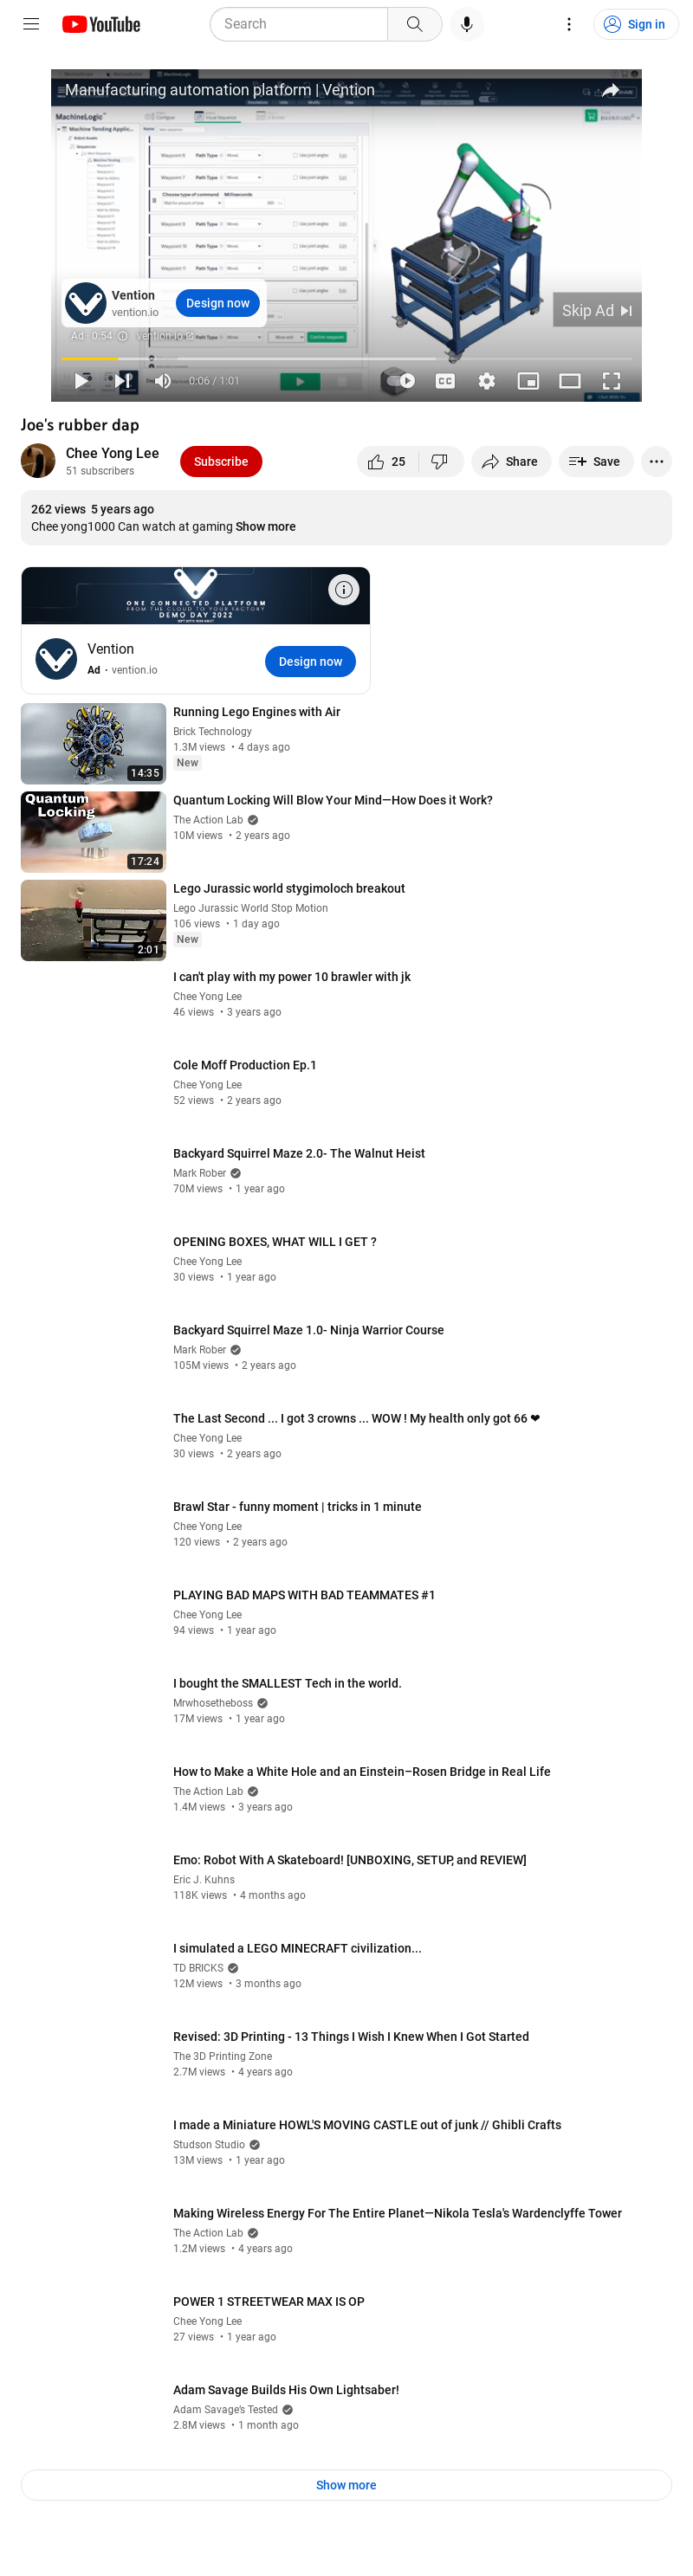 YouTube
Search
Sign in
Manufacturing automation platform | Vention
MachineLogic
Machine Tending Applic...
Choose type of command Milliseconds
Vention
vention.io
Design now
Skip Ad
Ad · 0:54
vention.io
0:06 / 1:01
CC
Joe's rubber dap
Chee Yong Lee
51 subscribers
Subscribe
25
Share
Save
262 views 5 years ago
Chee yong1000 Can watch at gaming Show more
ONE CONNECTED PLATFORM
FROM THE CLOUD TO YOUR FACTORY
DEMO DAY 2022
Vention
Ad • vention.io
Design now
14:35
Running Lego Engines with Air
Brick Technology
1.3M views • 4 days ago
New
Quantum
Locking
17:24
Quantum Locking Will Blow Your Mind—How Does it Work?
The Action Lab
10M views • 2 years ago
2:01
Lego Jurassic world stygimoloch breakout
Lego Jurassic World Stop Motion
106 views • 1 day ago
New
I can't play with my power 10 brawler with jk
Chee Yong Lee
46 views • 3 years ago
Cole Moff Production Ep.1
Chee Yong Lee
52 views • 2 years ago
Backyard Squirrel Maze 2.0- The Walnut Heist
Mark Rober
70M views • 1 year ago
OPENING BOXES, WHAT WILL I GET ?
Chee Yong Lee
30 views • 1 year ago
Backyard Squirrel Maze 1.0- Ninja Warrior Course
Mark Rober
105M views • 2 years ago
The Last Second ... I got 3 crowns ... WOW ! My health only got 66 ❤
Chee Yong Lee
30 views • 2 years ago
Brawl Star - funny moment | tricks in 1 minute
Chee Yong Lee
120 views • 2 years ago
PLAYING BAD MAPS WITH BAD TEAMMATES #1
Chee Yong Lee
94 views • 1 year ago
I bought the SMALLEST Tech in the world.
Mrwhosetheboss
17M views • 1 year ago
How to Make a White Hole and an Einstein–Rosen Bridge in Real Life
The Action Lab
1.4M views • 3 years ago
Emo: Robot With A Skateboard! [UNBOXING, SETUP, and REVIEW]
Eric J. Kuhns
118K views • 4 months ago
I simulated a LEGO MINECRAFT civilization...
TD BRICKS
12M views • 3 months ago
Revised: 3D Printing - 13 Things I Wish I Knew When I Got Started
The 3D Printing Zone
2.7M views • 4 years ago
I made a Miniature HOWL'S MOVING CASTLE out of junk // Ghibli Crafts
Studson Studio
13M views • 1 year ago
Making Wireless Energy For The Entire Planet—Nikola Tesla's Wardenclyffe Tower
The Action Lab
1.2M views • 4 years ago
POWER 1 STREETWEAR MAX IS OP
Chee Yong Lee
27 views • 1 year ago
Adam Savage Builds His Own Lightsaber!
Adam Savage's Tested
2.8M views • 1 month ago
Show more